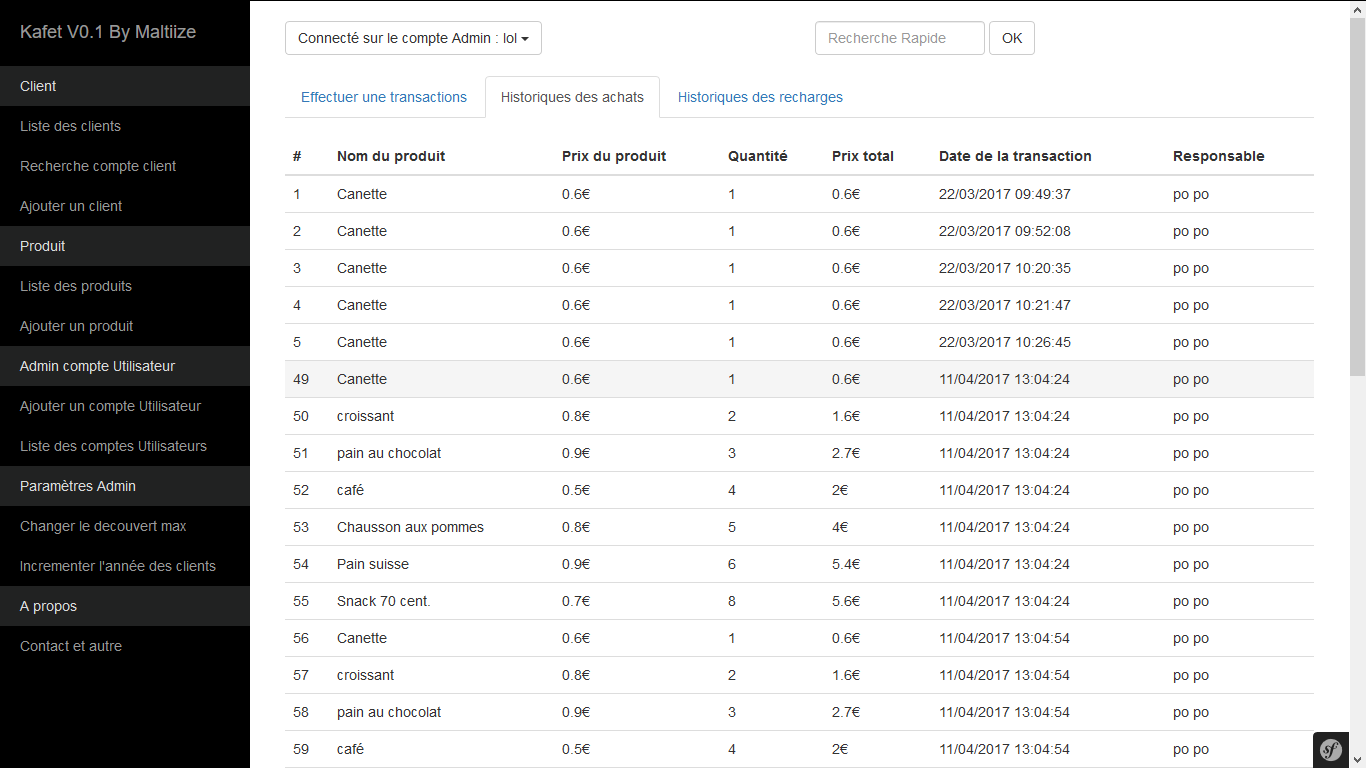 Kafet V0.1 By Maltiize
Client
Liste des clients
Recherche compte client
Ajouter un client
Produit
Liste des produits
Ajouter un produit
Admin compte Utilisateur
Ajouter un compte Utilisateur
Liste des comptes Utilisateurs
Paramètres Admin
Changer le decouvert max
Incrementer l'année des clients
A propos
Contact et autre
Connecté sur le compte Admin : lol
Recherche Rapide OK
Effectuer une transactions Historiques des achats Historiques des recharges
# Nom du produit Prix du produit Quantité Prix total Date de la transaction Responsable
1 Canette 0.6€ 1 0.6€ 22/03/2017 09:49:37 po po
2 Canette 0.6€ 1 0.6€ 22/03/2017 09:52:08 po po
3 Canette 0.6€ 1 0.6€ 22/03/2017 10:20:35 po po
4 Canette 0.6€ 1 0.6€ 22/03/2017 10:21:47 po po
5 Canette 0.6€ 1 0.6€ 22/03/2017 10:26:45 po po
49 Canette 0.6€ 1 0.6€ 11/04/2017 13:04:24 po po
50 croissant 0.8€ 2 1.6€ 11/04/2017 13:04:24 po po
51 pain au chocolat 0.9€ 3 2.7€ 11/04/2017 13:04:24 po po
52 café 0.5€ 4 2€ 11/04/2017 13:04:24 po po
53 Chausson aux pommes 0.8€ 5 4€ 11/04/2017 13:04:24 po po
54 Pain suisse 0.9€ 6 5.4€ 11/04/2017 13:04:24 po po
55 Snack 70 cent. 0.7€ 8 5.6€ 11/04/2017 13:04:24 po po
56 Canette 0.6€ 1 0.6€ 11/04/2017 13:04:54 po po
57 croissant 0.8€ 2 1.6€ 11/04/2017 13:04:54 po po
58 pain au chocolat 0.9€ 3 2.7€ 11/04/2017 13:04:54 po po
59 café 0.5€ 4 2€ 11/04/2017 13:04:54 po po
sf